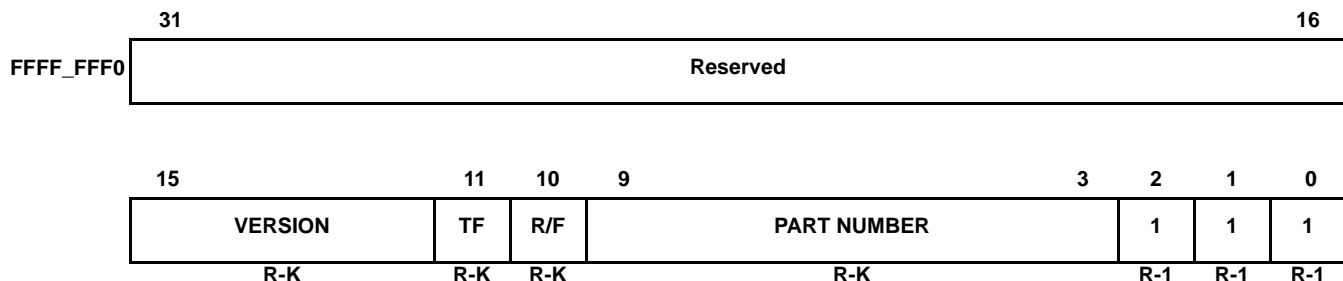 31 16
FFFF_FFF0 Reserved
15 11 10 9 3 2 1 0
VERSION TF R/F PART NUMBER 1 1 1
R-K R-K R-K R-K R-1 R-1 R-1